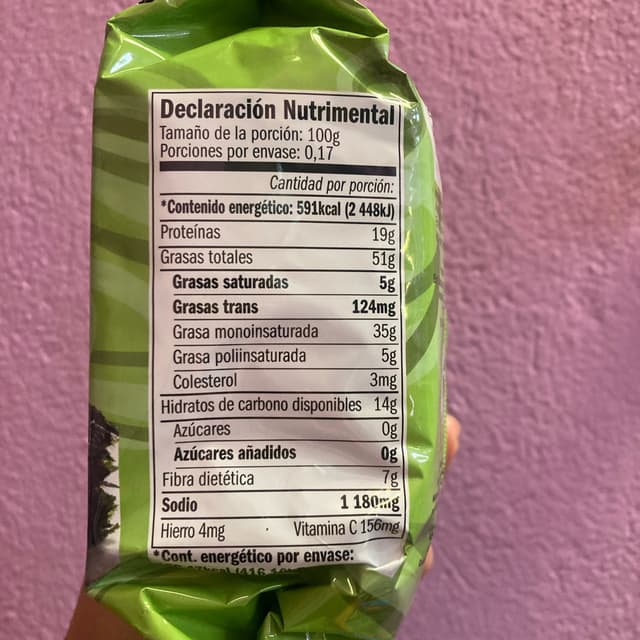 Declaración Nutrimental
Tamaño de la porción: 100g
Porciones por envase: 0,17
Cantidad por porción:
*Contenido energético: 591kcal (2 448kJ)
Proteínas 19g
Grasas totales 51g
Grasas saturadas 5g
Grasas trans 124mg
Grasa monoinsaturada 35g
Grasa poliinsaturada 5g
Colesterol 3mg
Hidratos de carbono disponibles 14g
Azúcares 0g
Azúcares añadidos 0g
Fibra dietética 7g
Sodio 1 180mg
Hierro 4mg · Vitamina C 156mg
*Cont. energético por envase: